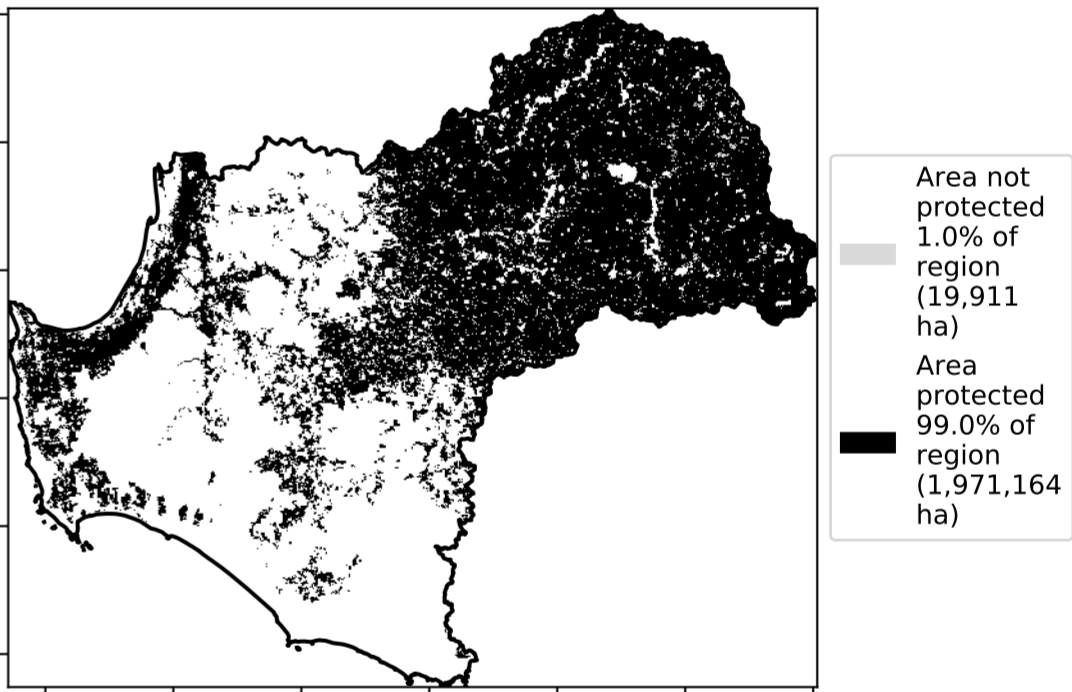 Area not
protected
1.0% of
region
(19,911
ha)
Area
protected
99.0% of
region
(1,971,164
ha)